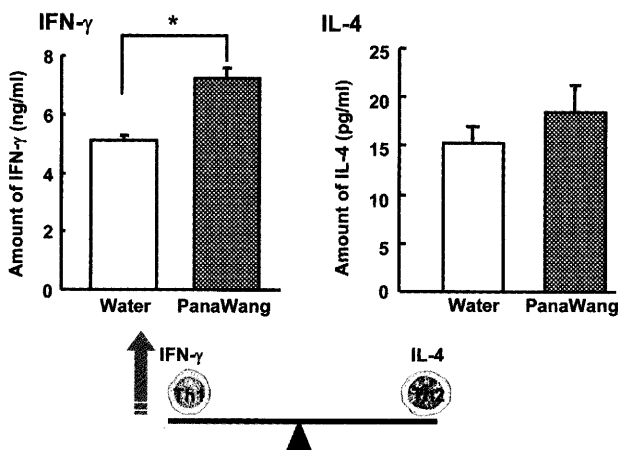 IFN-γ
*
8
6
4
2
0
Amount of IFN-γ (ng/ml)
Water PanaWang
IL-4
25
20
15
10
5
0
Amount of IL-4 (pg/ml)
Water PanaWang
IFN-γ
Th1
IL-4
Th2